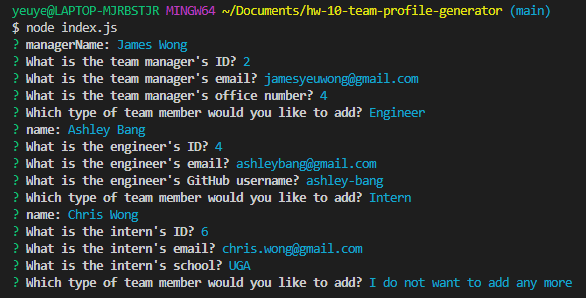 yeuye@LAPTOP-MJRBSTJR MINGW64 ~/Documents/hw-10-team-profile-generator (main)
$ node index.js
? managerName: James Wong
? What is the team manager's ID? 2
? What is the team manager's email? jamesyeuwong@gmail.com
? What is the team manager's office number? 4
? Which type of team member would you like to add? Engineer
? name: Ashley Bang
? What is the engineer's ID? 4
? What is the engineer's email? ashleybang@gmail.com
? What is the engineer's GitHub username? ashley-bang
? Which type of team member would you like to add? Intern
? name: Chris Wong
? What is the intern's ID? 6
? What is the intern's email? chris.wong@gmail.com
? What is the intern's school? UGA
? Which type of team member would you like to add? I do not want to add any more